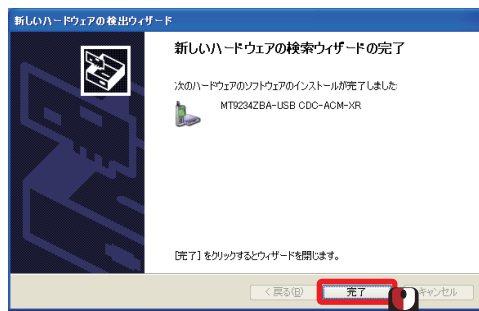 新しいハードウェアの検出ウィザード
新しいハードウェアの検索ウィザードの完了
次のハードウェアのソフトウェアのインストールが完了しました:
MT9234ZBA-USB CDC-ACM-XR
[完了] をクリックするとウィザードを閉じます。
< 戻る(B) 完了 キャンセル